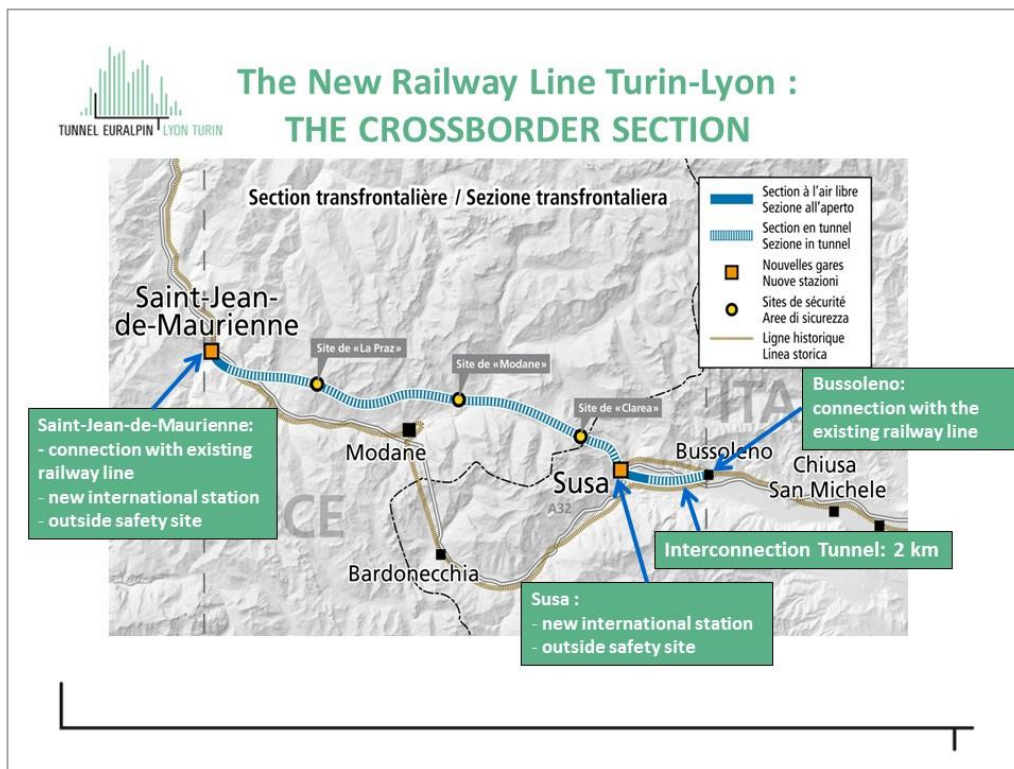 TUNNEL EURALPIN LYON TURIN
The New Railway Line Turin-Lyon :
THE CROSSBORDER SECTION
Section transfrontalière / Sezione transfrontaliera
Section à l'air libre
Sezione all'aperto
Section en tunnel
Sezione in tunnel
Nouvelles gares
Nuove stazioni
Sites de sécurité
Aree di sicurezza
Ligne historique
Linea storica
Saint-Jean-
de-Maurienne
Site de «La Praz»
Site de «Modane»
Site de «Clarea»
ITA
Bussoleno:
connection with the
existing railway line
Saint-Jean-de-Maurienne:
- connection with existing
railway line
- new international station
- outside safety site
CE
Modane
Susa
Bussoleno
Chiusa
San Michele
A32
Interconnection Tunnel: 2 km
Bardonecchia
Susa :
- new international station
- outside safety site